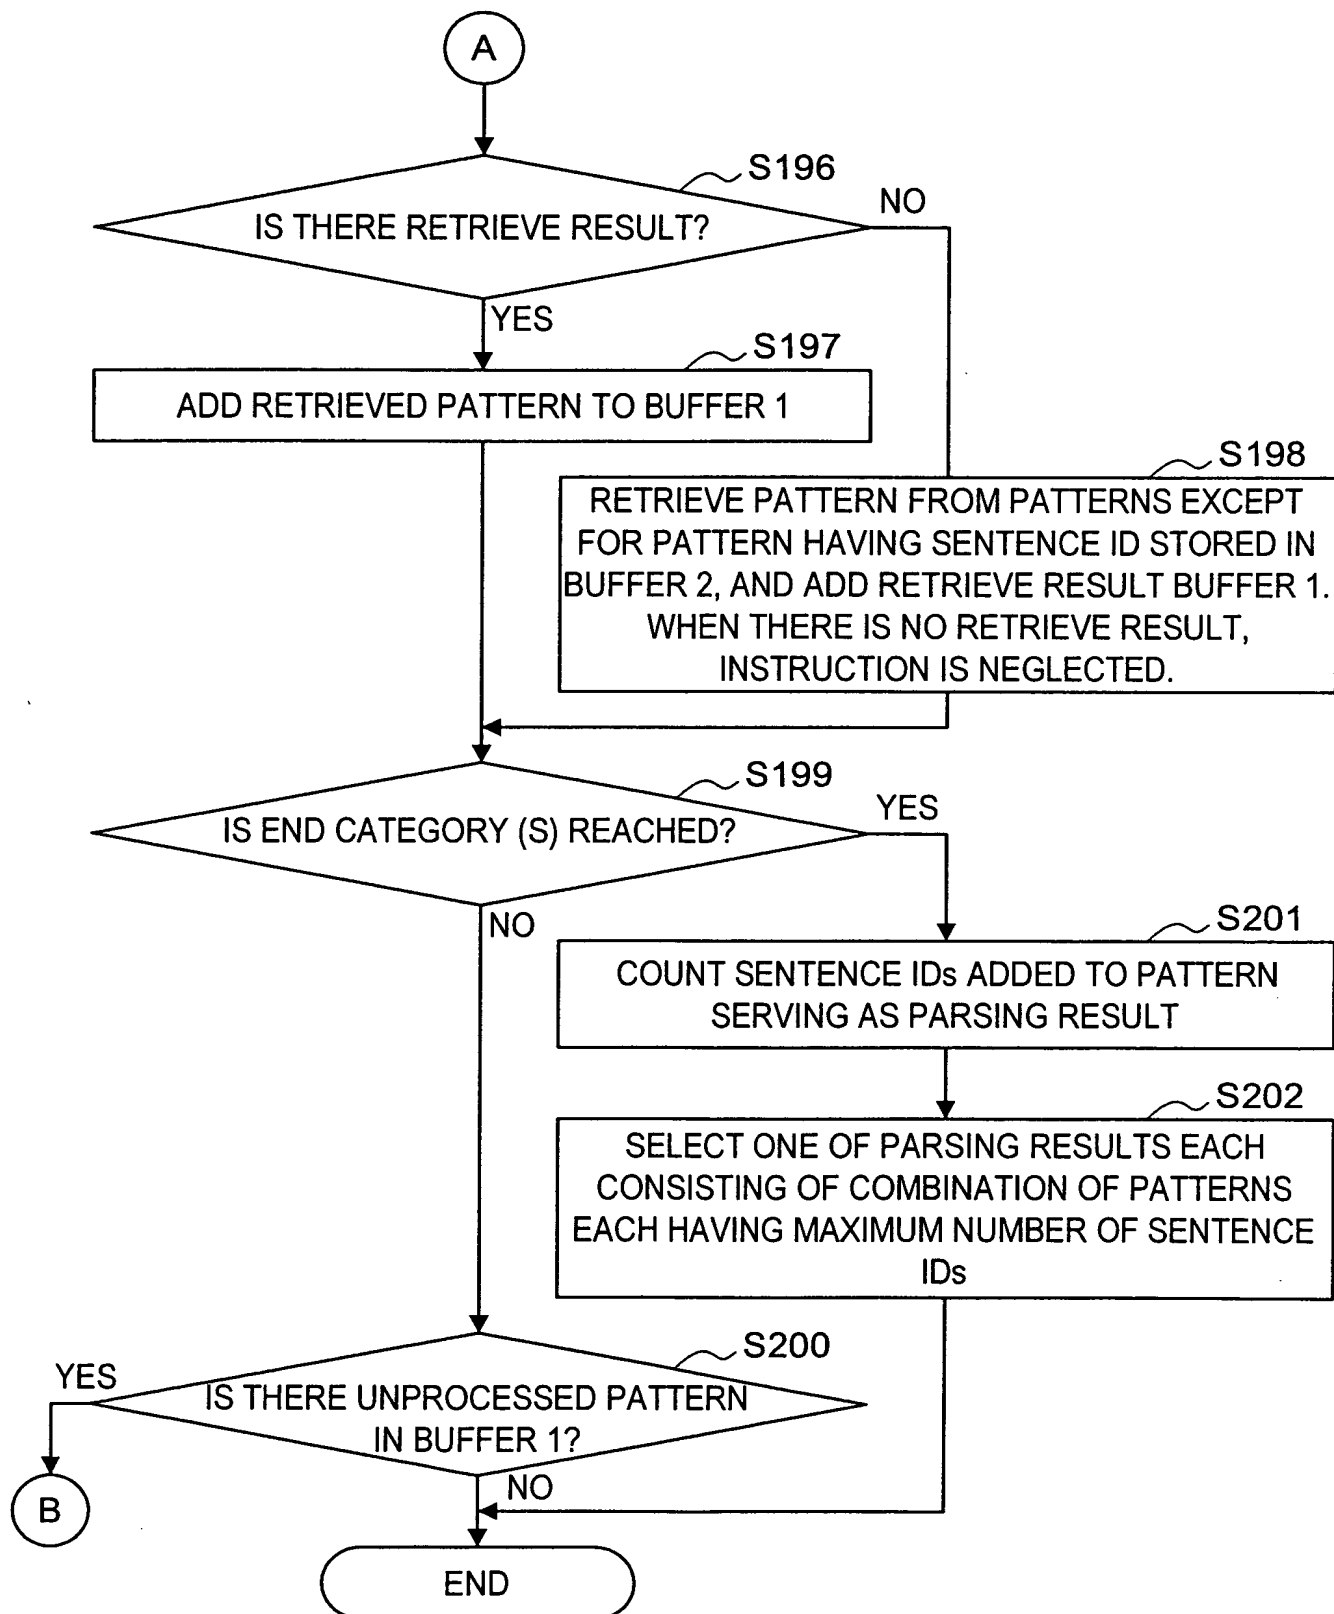 A
S196
IS THERE RETRIEVE RESULT?
NO
YES
S197
ADD RETRIEVED PATTERN TO BUFFER 1
S198
RETRIEVE PATTERN FROM PATTERNS EXCEPT
FOR PATTERN HAVING SENTENCE ID STORED IN
BUFFER 2, AND ADD RETRIEVE RESULT BUFFER 1.
WHEN THERE IS NO RETRIEVE RESULT,
INSTRUCTION IS NEGLECTED.
S199
IS END CATEGORY (S) REACHED?
YES
NO
S201
COUNT SENTENCE IDs ADDED TO PATTERN
SERVING AS PARSING RESULT
S202
SELECT ONE OF PARSING RESULTS EACH
CONSISTING OF COMBINATION OF PATTERNS
EACH HAVING MAXIMUM NUMBER OF SENTENCE
IDs
S200
YES
IS THERE UNPROCESSED PATTERN
IN BUFFER 1?
NO
B
END